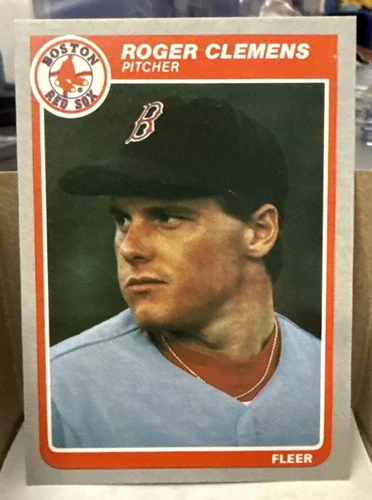 BOSTON
RED SOX
ROGER CLEMENS
PITCHER
B
FLEER